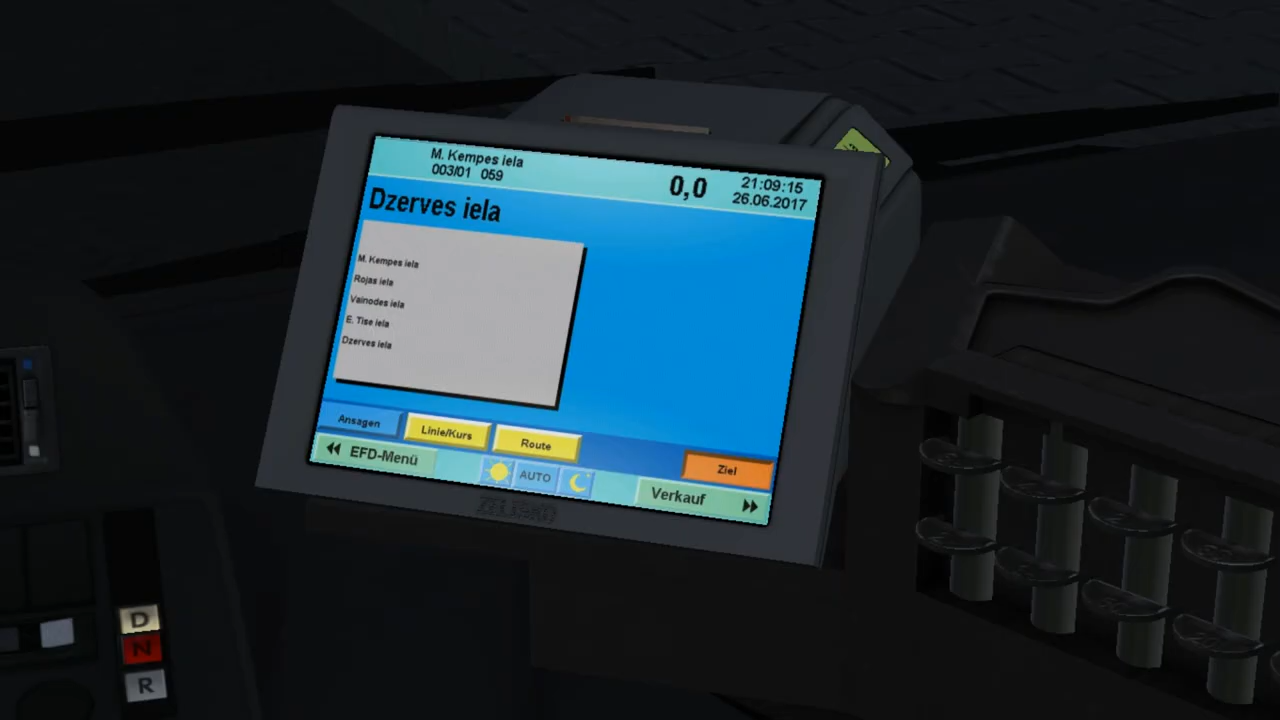 M. Kempes iela
003/01 059
0,0
21:09:15
26.06.2017
Dzerves iela
M. Kempes iela
Rojas iela
Vainodes iela
E. Tise iela
Dzerves iela
Ansagen
Linie/Kurs
Route
Ziel
EFD-Menü
AUTO
Verkauf
D
N
R